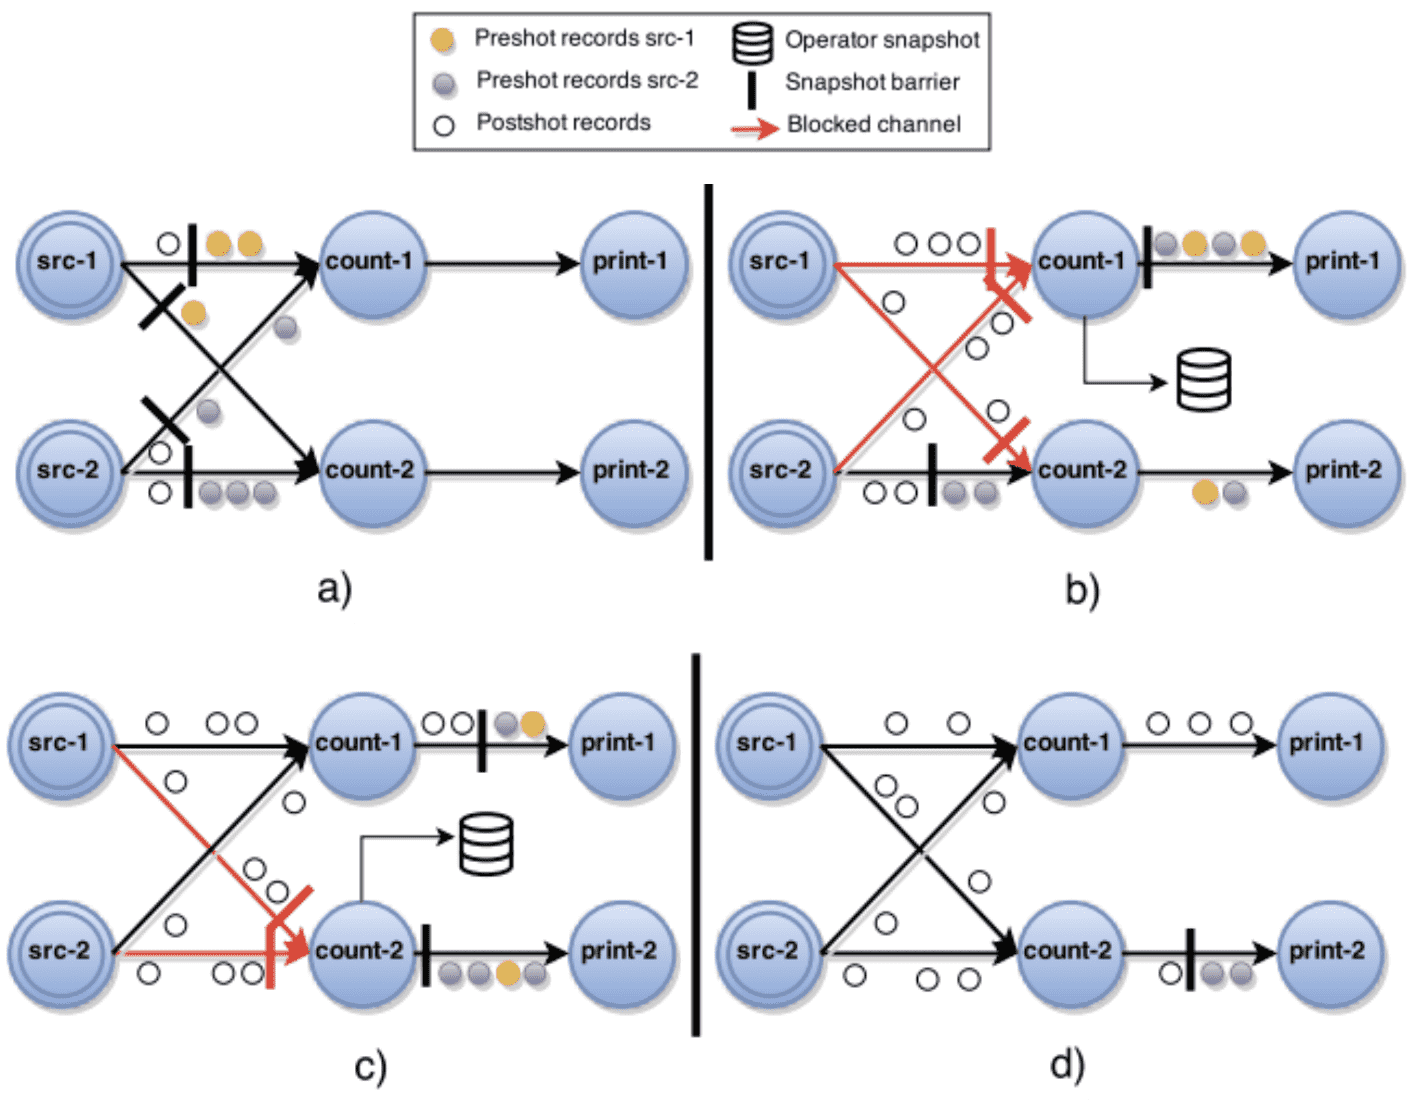 Preshot records src-1
Operator snapshot
Preshot records src-2
Snapshot barrier
Postshot records
Blocked channel
src-1
count-1
print-1
src-2
count-2
print-2
a)
src-1
count-1
print-1
src-2
count-2
print-2
b)
src-1
count-1
print-1
src-2
count-2
print-2
c)
src-1
count-1
print-1
src-2
count-2
print-2
d)